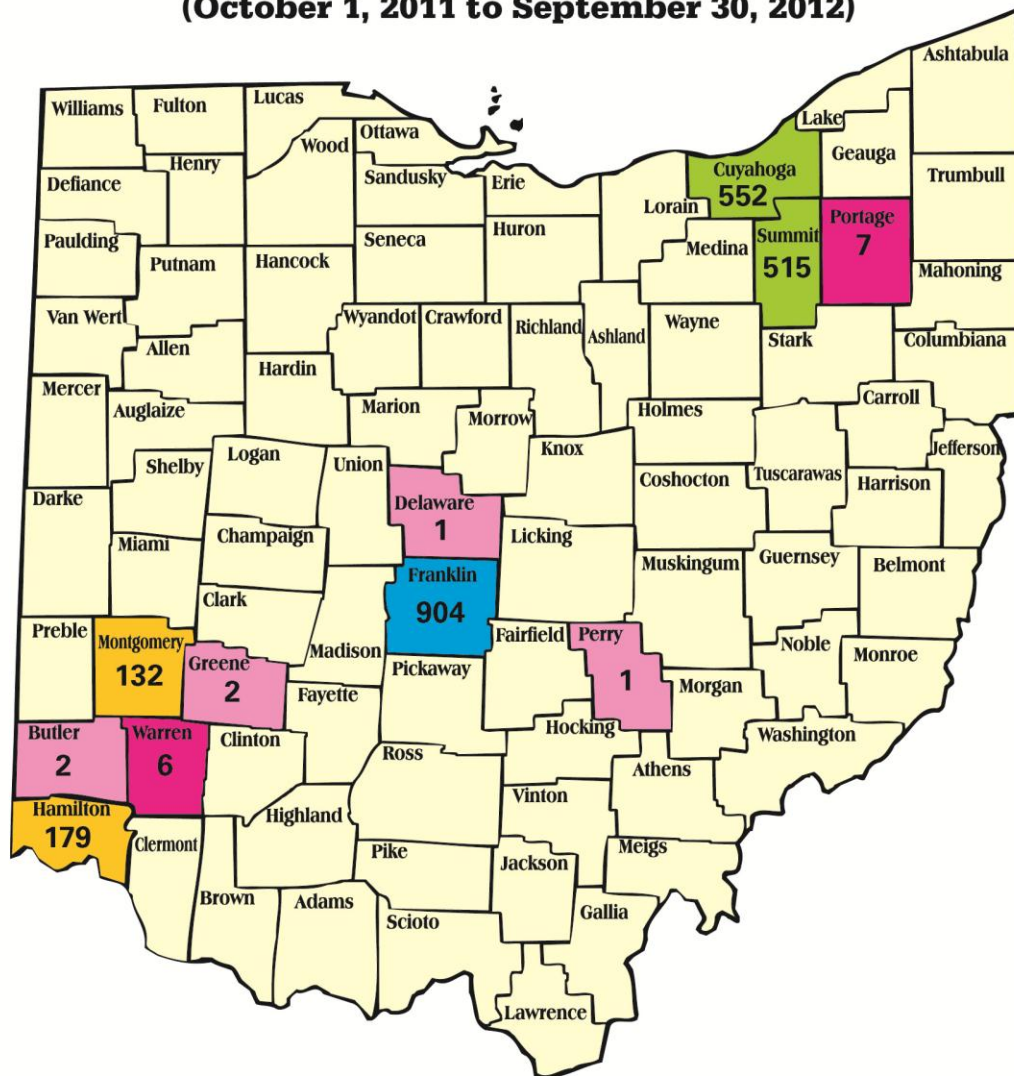 (October 1, 2011 to September 30, 2012)
Ashtabula
Williams
Fulton
Lucas
Lake
Ottawa
Wood
Geauga
Henry
Cuyahoga
552
Defiance
Sandusky
Erie
Trumbull
Lorain
Portage
7
Paulding
Seneca
Huron
Medina
Summit
515
Putnam
Hancock
Mahoning
Van Wert
Wyandot
Crawford
Richland
Ashland
Wayne
Stark
Columbiana
Allen
Hardin
Mercer
Carroll
Auglaize
Marion
Morrow
Holmes
Knox
Jefferson
Logan
Union
Shelby
Coshocton
Tuscarawas
Harrison
Darke
Delaware
1
Champaign
Licking
Miami
Guernsey
Muskingum
Belmont
Franklin
904
Clark
Preble
Montgomery
132
Fairfield
Perry
1
Noble
Madison
Monroe
Greene
2
Pickaway
Morgan
Fayette
Butler
2
Warren
6
Clinton
Hocking
Washington
Ross
Athens
Vinton
Hamilton
179
Highland
Clermont
Pike
Jackson
Meigs
Brown
Adams
Gallia
Scioto
Lawrence